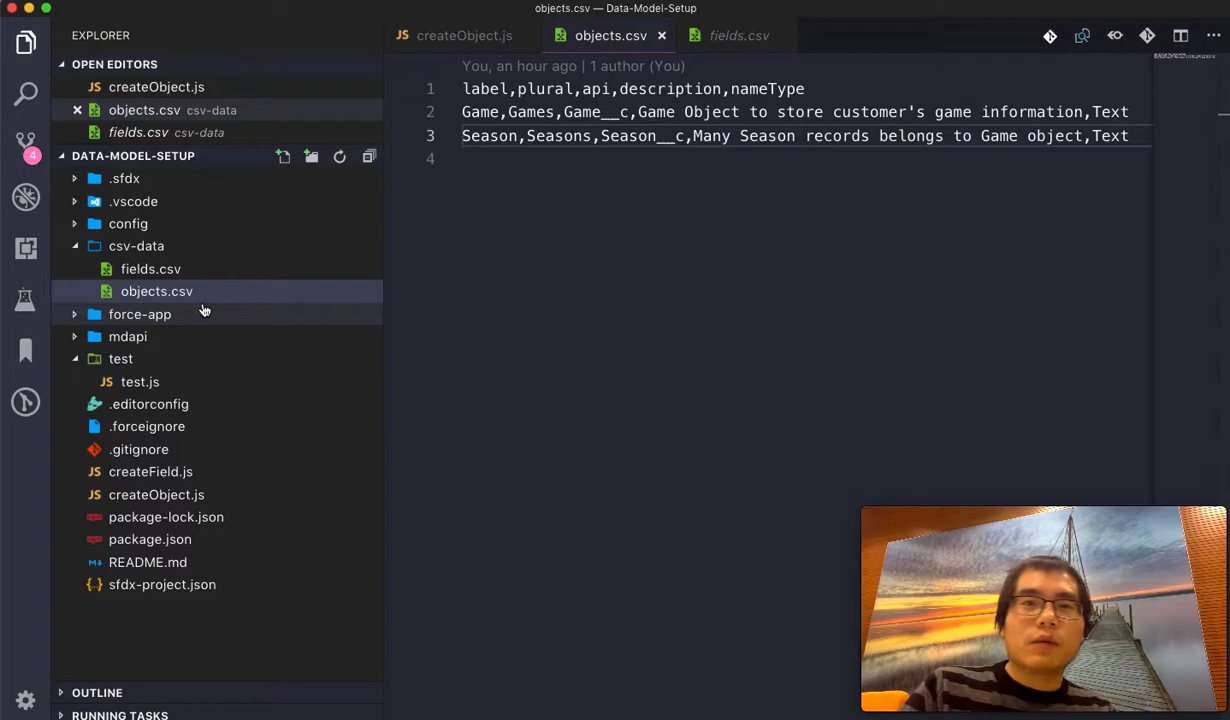 objects.csv — Data-Model-Setup
EXPLORER
createObject.js
objects.csv
fields.csv
OPEN EDITORS
createObject.js
objects.csv csv-data
fields.csv csv-data
4
DATA-MODEL-SETUP
.sfdx
.vscode
config
csv-data
fields.csv
objects.csv
force-app
mdapi
test
JS test.js
.editorconfig
.forceignore
.gitignore
JS createField.js
JS createObject.js
package-lock.json
package.json
README.md
sfdx-project.json
OUTLINE
RUNNING TASKS
You, an hour ago | 1 author (You)
1 label,plural,api,description,nameType
2 Game,Games,Game__c,Game Object to store customer's game information,Text
3 Season,Seasons,Season__c,Many Season records belongs to Game object,Text
4